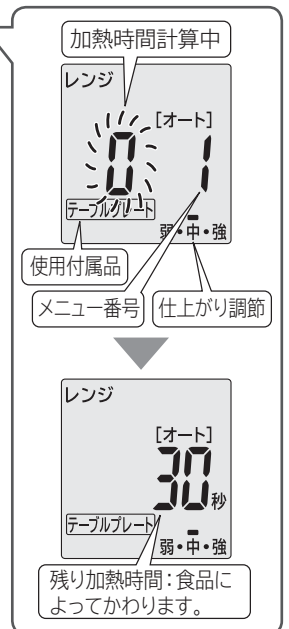 加熱時間計算中
レンジ
[オート]
0 1
テーブルプレート
弱・中・強
使用付属品
メニュー番号
仕上がり調節
レンジ
[オート]
30秒
テーブルプレート
弱・中・強
残り加熱時間:食品に
よってかわります。